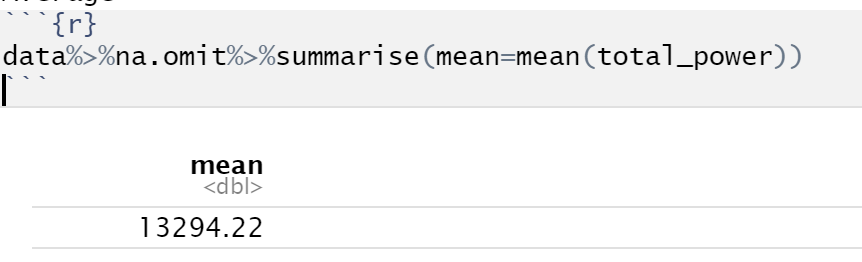 ```{r}
data%>%na.omit%>%summarise(mean=mean(total_power))
```
mean
<dbl>
13294.22